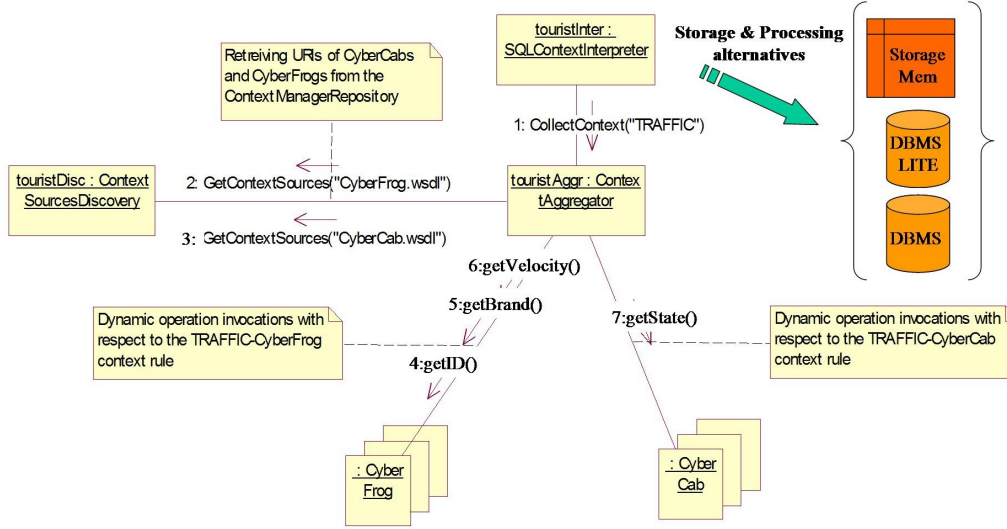 Retreiving URIs of CyberCabs
and CyberFrogs from the
ContextManagerRepository
touristInter :
SQLContextInterpreter
Storage & Processing
alternatives
Storage
Mem
DBMS
LITE
DBMS
1: CollectContext("TRAFFIC")
touristDisc : Context
SourcesDiscovery
2: GetContextSources("CyberFrog.wsdl")
3: GetContextSources("CyberCab.wsdl")
touristAggr : Contex
tAggregator
6:getVelocity()
5:getBrand()
4:getID()
7:getState()
Dynamic operation invocations with
respect to the TRAFFIC-CyberFrog
context rule
Dynamic operation invocations with
respect to the TRAFFIC-CyberCab
context rule
: Cyber
Frog
: Cyber
Cab